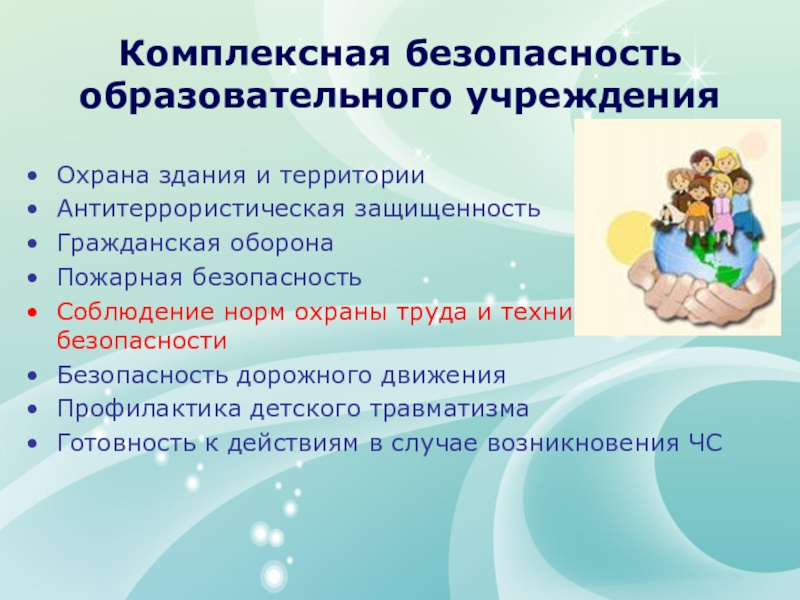 Комплексная безопасность
образовательного учреждения
• Охрана здания и территории
• Антитеррористическая защищенность
• Гражданская оборона
• Пожарная безопасность
• Соблюдение норм охраны труда и техни
безопасности
• Безопасность дорожного движения
• Профилактика детского травматизма
• Готовность к действиям в случае возникновения ЧС